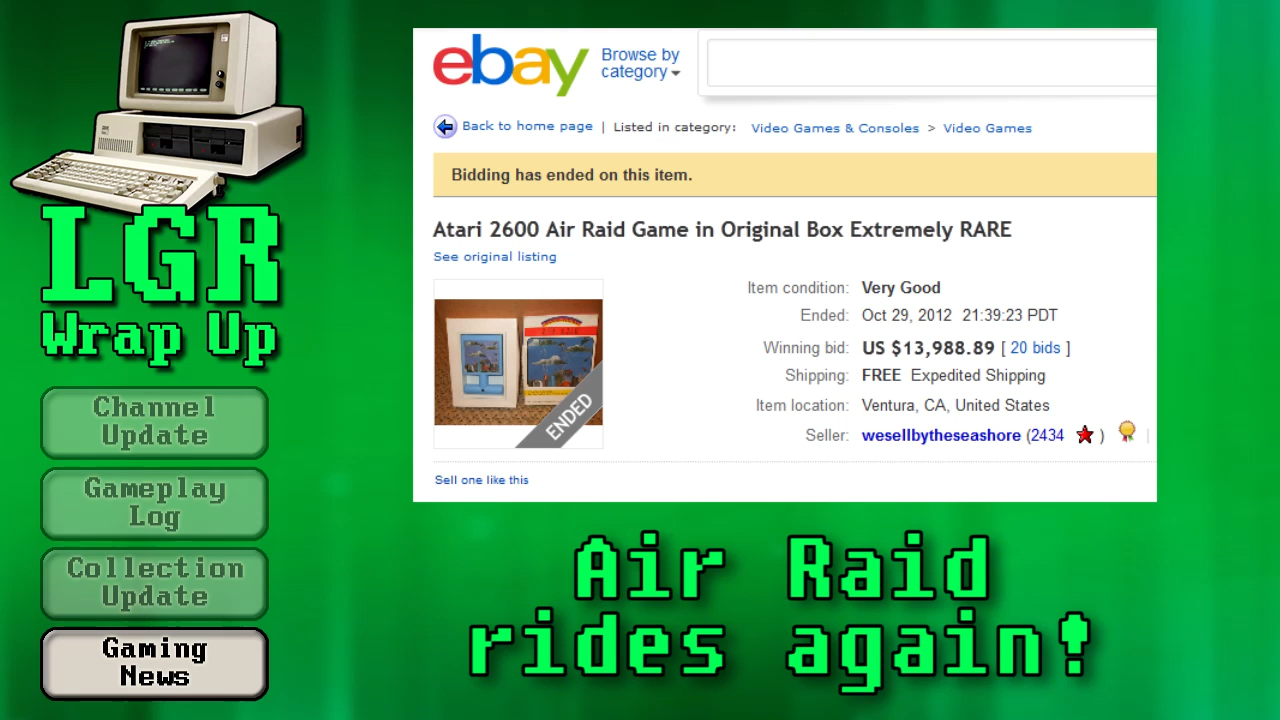 LGR
Wrap Up
Channel
Update
Gameplay
Log
Collection
Update
Gaming
News
ebay
Browse by
category
Back to home page | Listed in category: Video Games & Consoles > Video Games
Bidding has ended on this item.
Atari 2600 Air Raid Game in Original Box Extremely RARE
See original listing
ENDED
Item condition: Very Good
Ended: Oct 29, 2012 21:39:23 PDT
Winning bid: US $13,988.89 [ 20 bids ]
Shipping: FREE Expedited Shipping
Item location: Ventura, CA, United States
Seller: wesellbytheseashore (2434 ) |
Sell one like this
Air Raid
rides again!